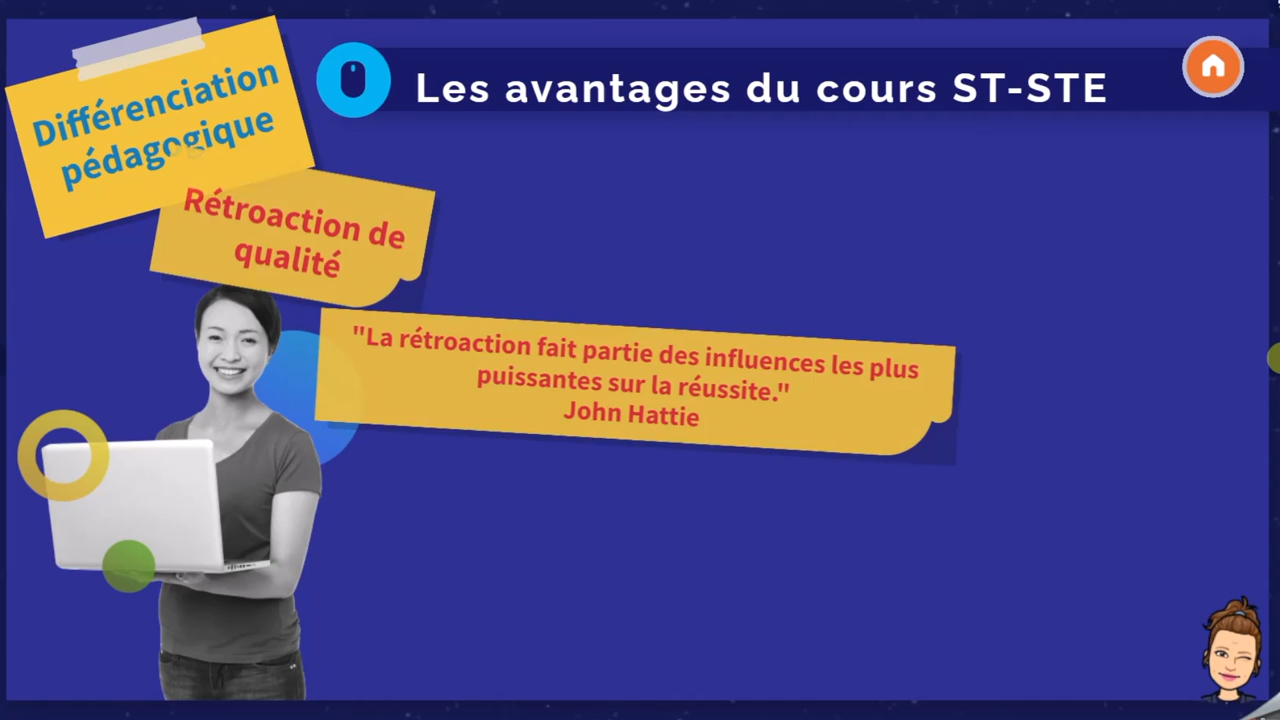 Les avantages du cours ST-STE
Différenciation
pédagogique
Rétroaction de
qualité
"La rétroaction fait partie des influences les plus
puissantes sur la réussite."
John Hattie